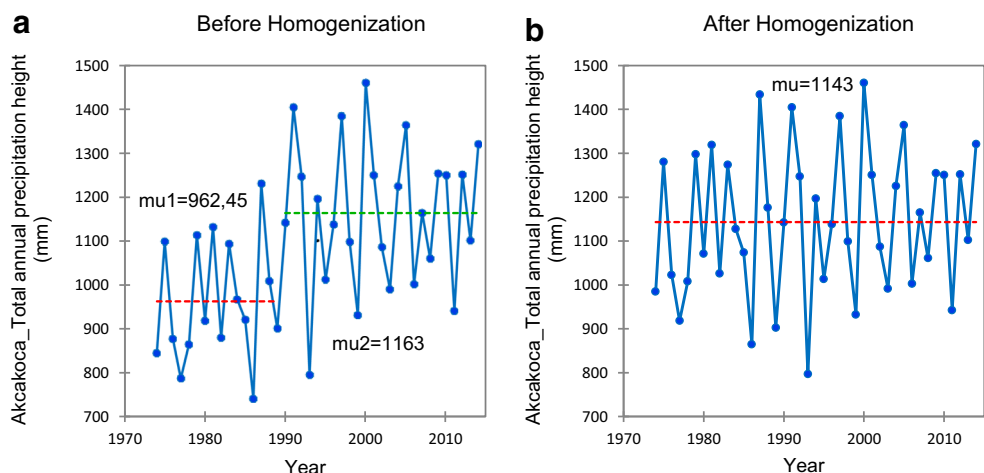 a
Before Homogenization
Akcakoca_Total annual precipitation height
(mm)
1500
1400
1300
1200
1100
1000
900
800
700
mu1=962,45
mu2=1163
1970
1980
1990
2000
2010
Year
b
After Homogenization
Akcakoca_Total annual precipitation height
(mm)
1500
1400
1300
1200
1100
1000
900
800
700
mu=1143
1970
1980
1990
2000
2010
Year